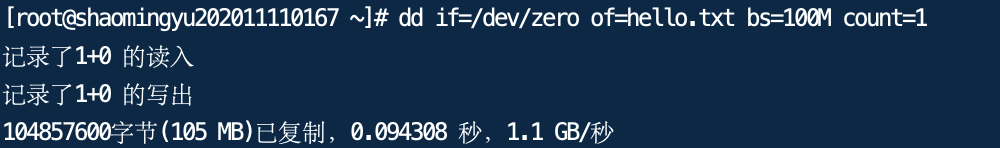 [root@shaomingyu202011110167 ~]# dd if=/dev/zero of=hello.txt bs=100M count=1
记录了1+0 的读入
记录了1+0 的写出
104857600字节(105 MB)已复制，0.094308 秒，1.1 GB/秒